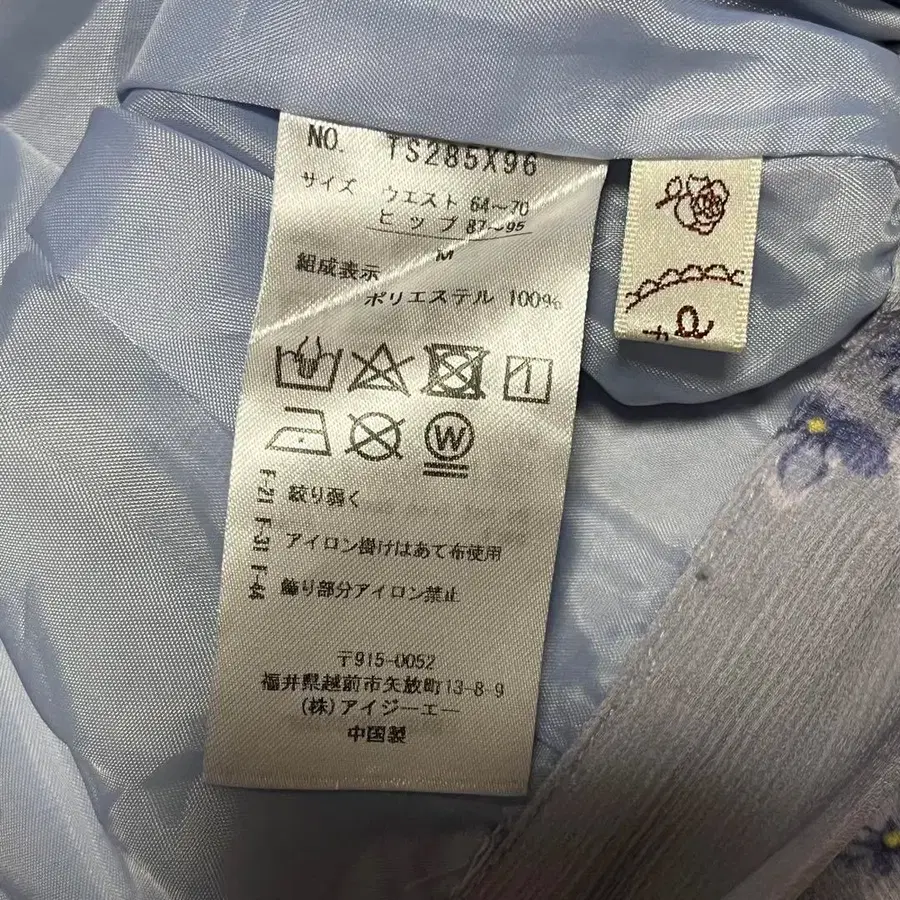 NO. TS285X96
サイズ ウエスト 64～70
ヒップ 87～95
M
組成表示
ポリエステル 100%
F-21 絞り弱く
F-31 アイロン掛けはあて布使用
F-44 飾り部分アイロン禁止
〒915-0052
福井県越前市矢放町13-8-9
(株)アイジーエー
中国製
W